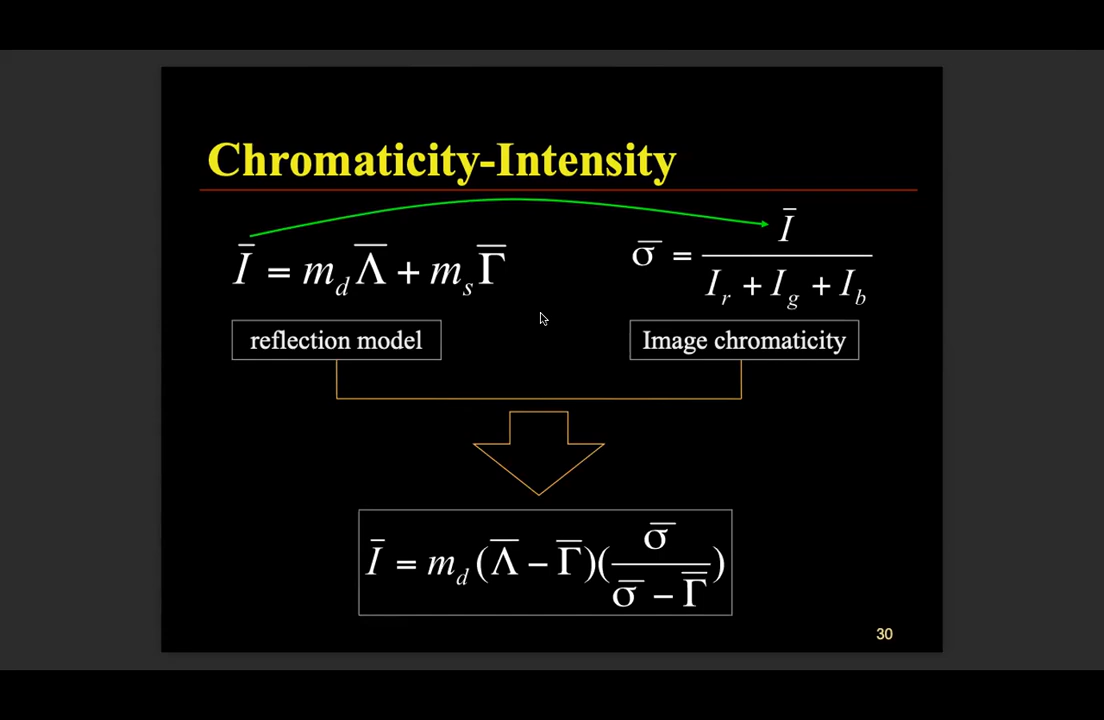 Chromaticity-Intensity
Ī = m_d Λ̅ + m_s Γ̅
σ̅ = Ī / (I_r + I_g + I_b)
reflection model
Image chromaticity
Ī = m_d (Λ̅ − Γ̅)(σ̅ / (σ̅ − Γ̅))
30